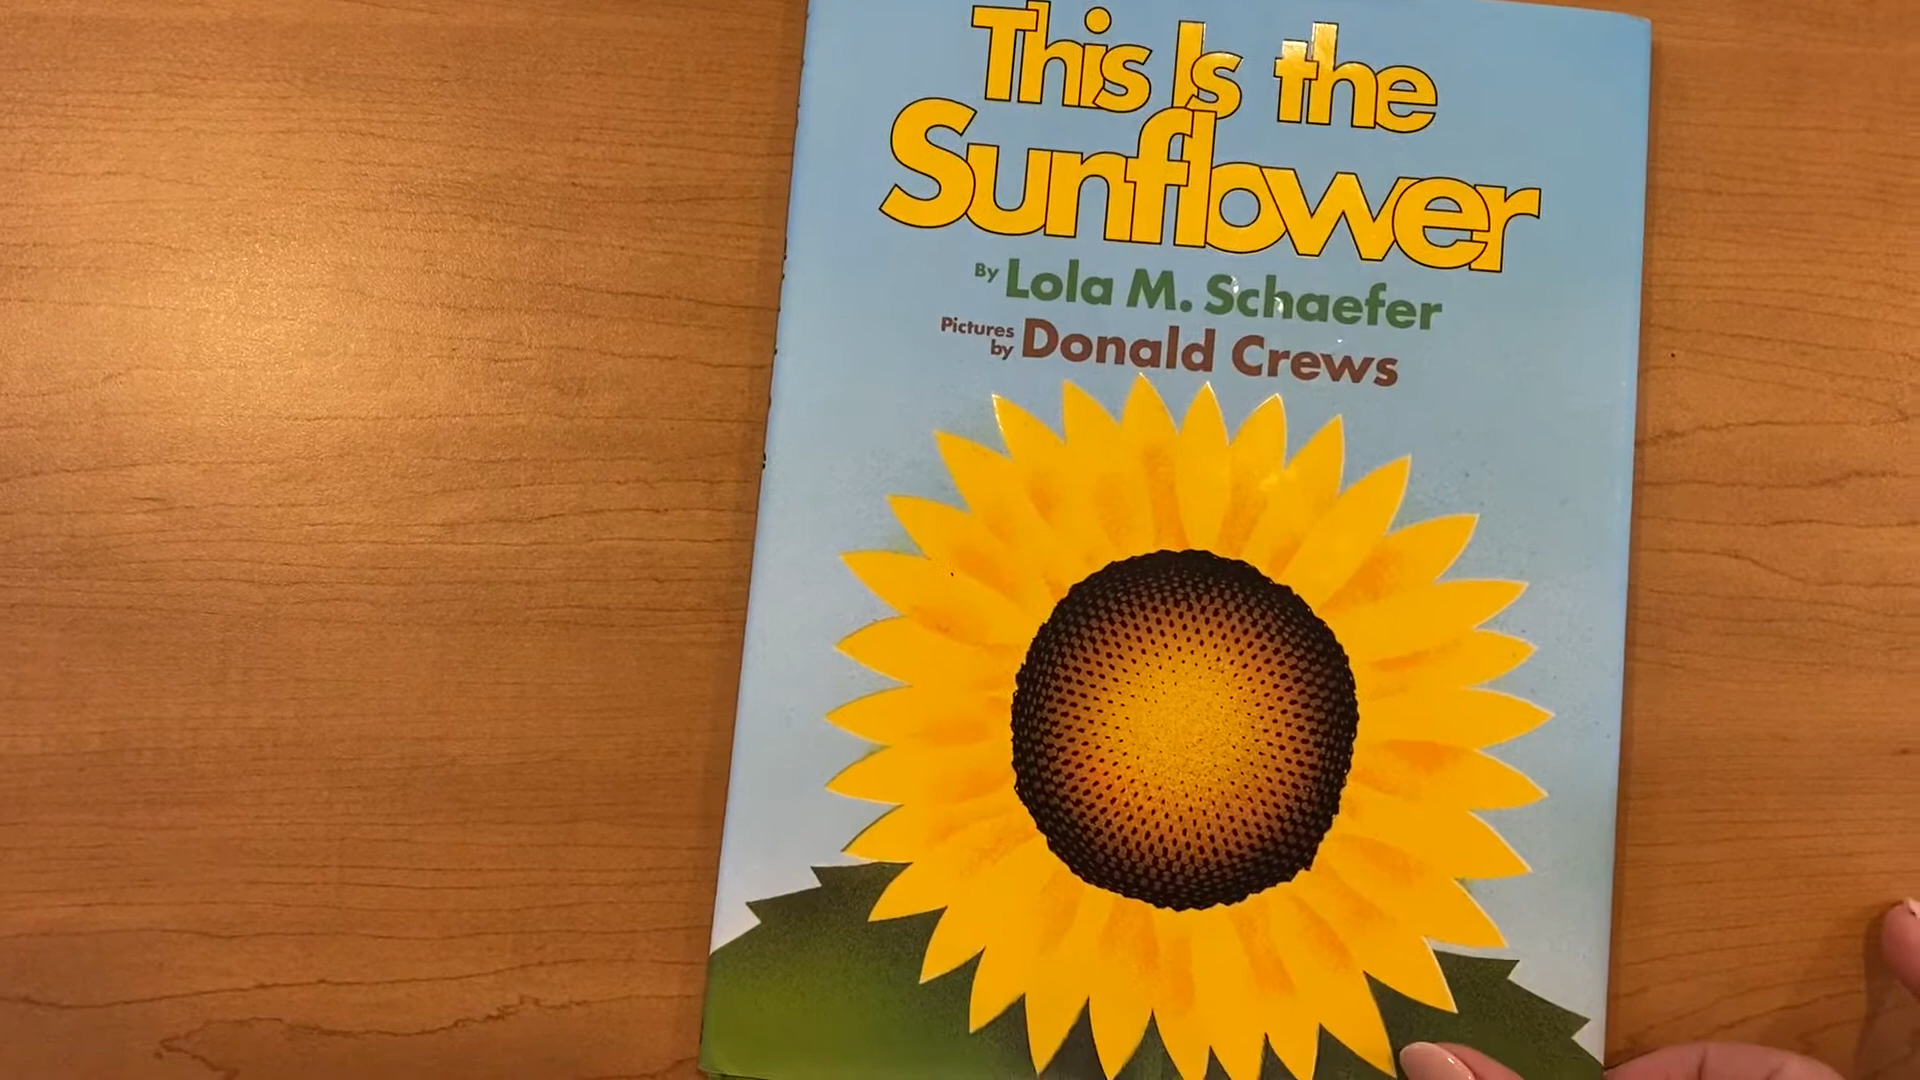 This Is the
Sunflower
By Lola M. Schaefer
Pictures by Donald Crews